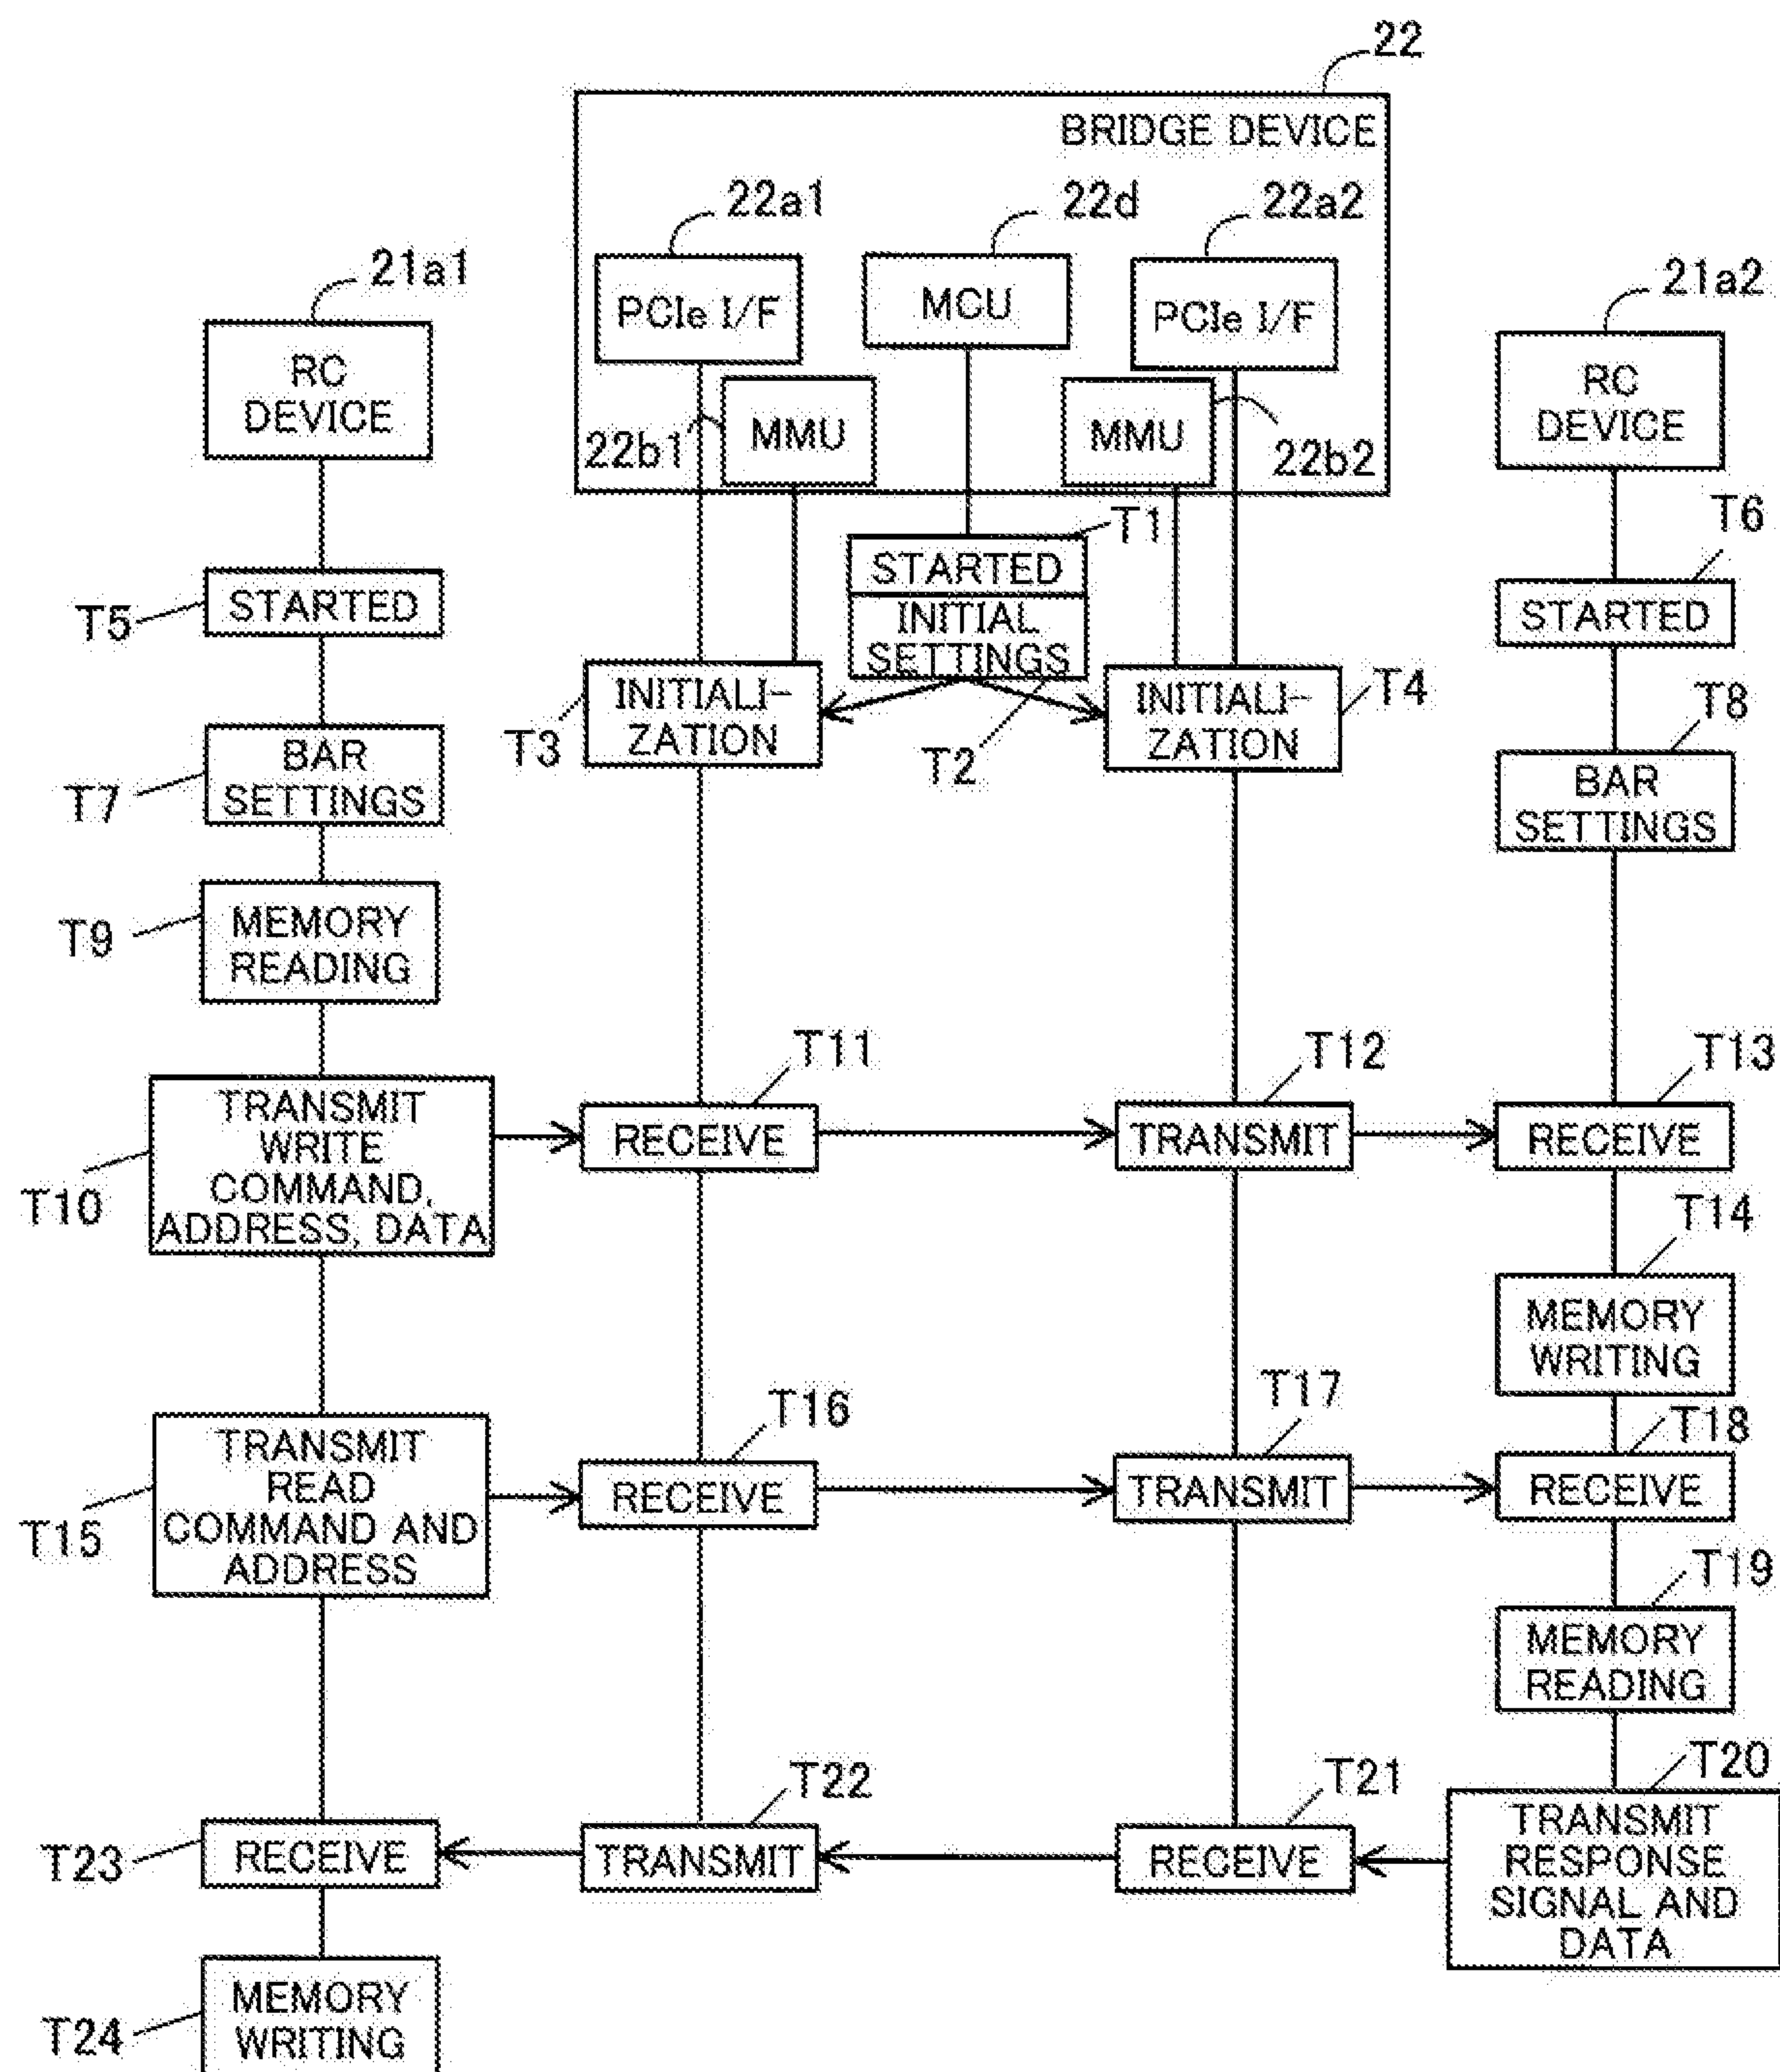 22
BRIDGE DEVICE
22a1
22d
22a2
21a1
PCIe I/F
MCU
PCIe I/F
21a2
RC
DEVICE
22b1
MMU
MMU
22b2
RC
DEVICE
T1
T6
T5
STARTED
STARTED
STARTED
INITIAL
SETTINGS
T3
INITIALI-
ZATION
T2
INITIALI-
ZATION
T4
T8
T7
BAR
SETTINGS
BAR
SETTINGS
T9
MEMORY
READING
T11
T12
T13
T10
TRANSMIT
WRITE
COMMAND,
ADDRESS, DATA
RECEIVE
TRANSMIT
RECEIVE
T14
MEMORY
WRITING
T16
T17
T18
T15
TRANSMIT
READ
COMMAND AND
ADDRESS
RECEIVE
TRANSMIT
RECEIVE
T19
MEMORY
READING
T22
T21
T20
T23
RECEIVE
TRANSMIT
RECEIVE
TRANSMIT
RESPONSE
SIGNAL AND
DATA
T24
MEMORY
WRITING